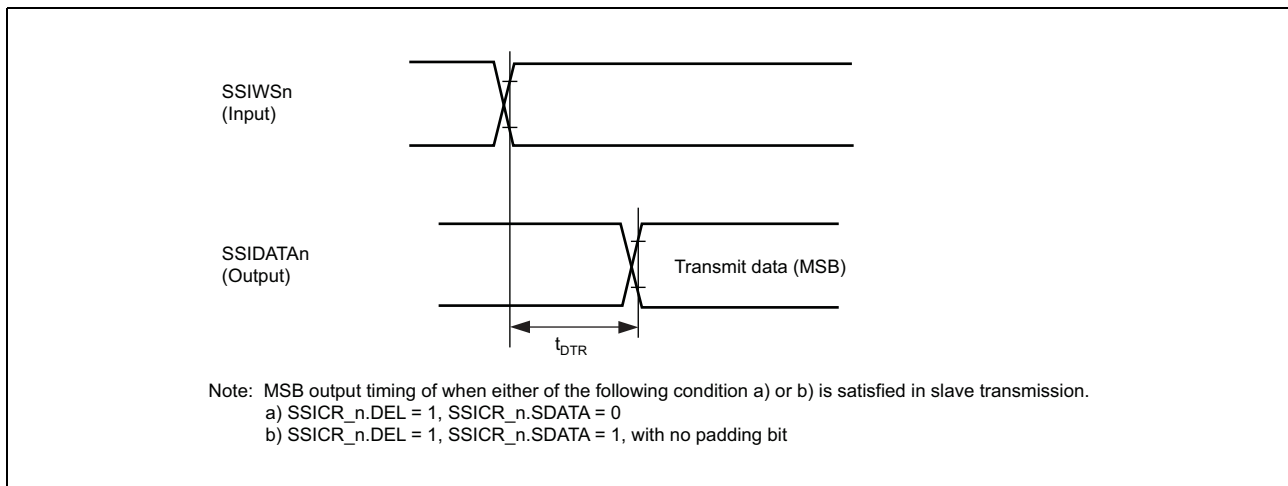 SSIWSn
(Input)
SSIDATAn
(Output)
Transmit data (MSB)
tDTR
Note: MSB output timing of when either of the following condition a) or b) is satisfied in slave transmission.
a) SSICR_n.DEL = 1, SSICR_n.SDATA = 0
b) SSICR_n.DEL = 1, SSICR_n.SDATA = 1, with no padding bit